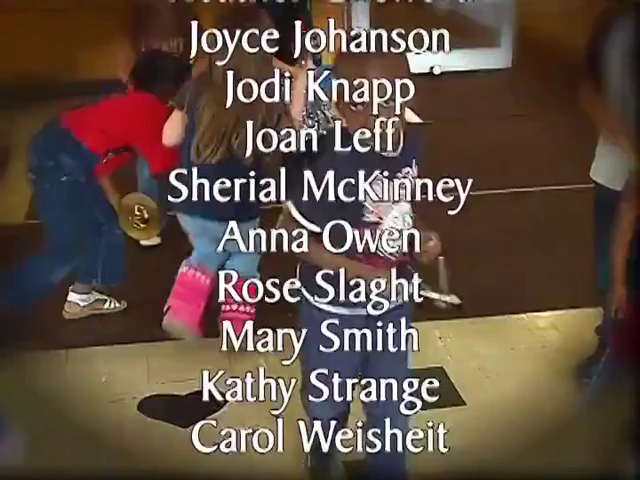 Joyce Johanson
Jodi Knapp
Joan Leff
Sherial McKinney
Anna Owen
Rose Slaght
Mary Smith
Kathy Strange
Carol Weisheit